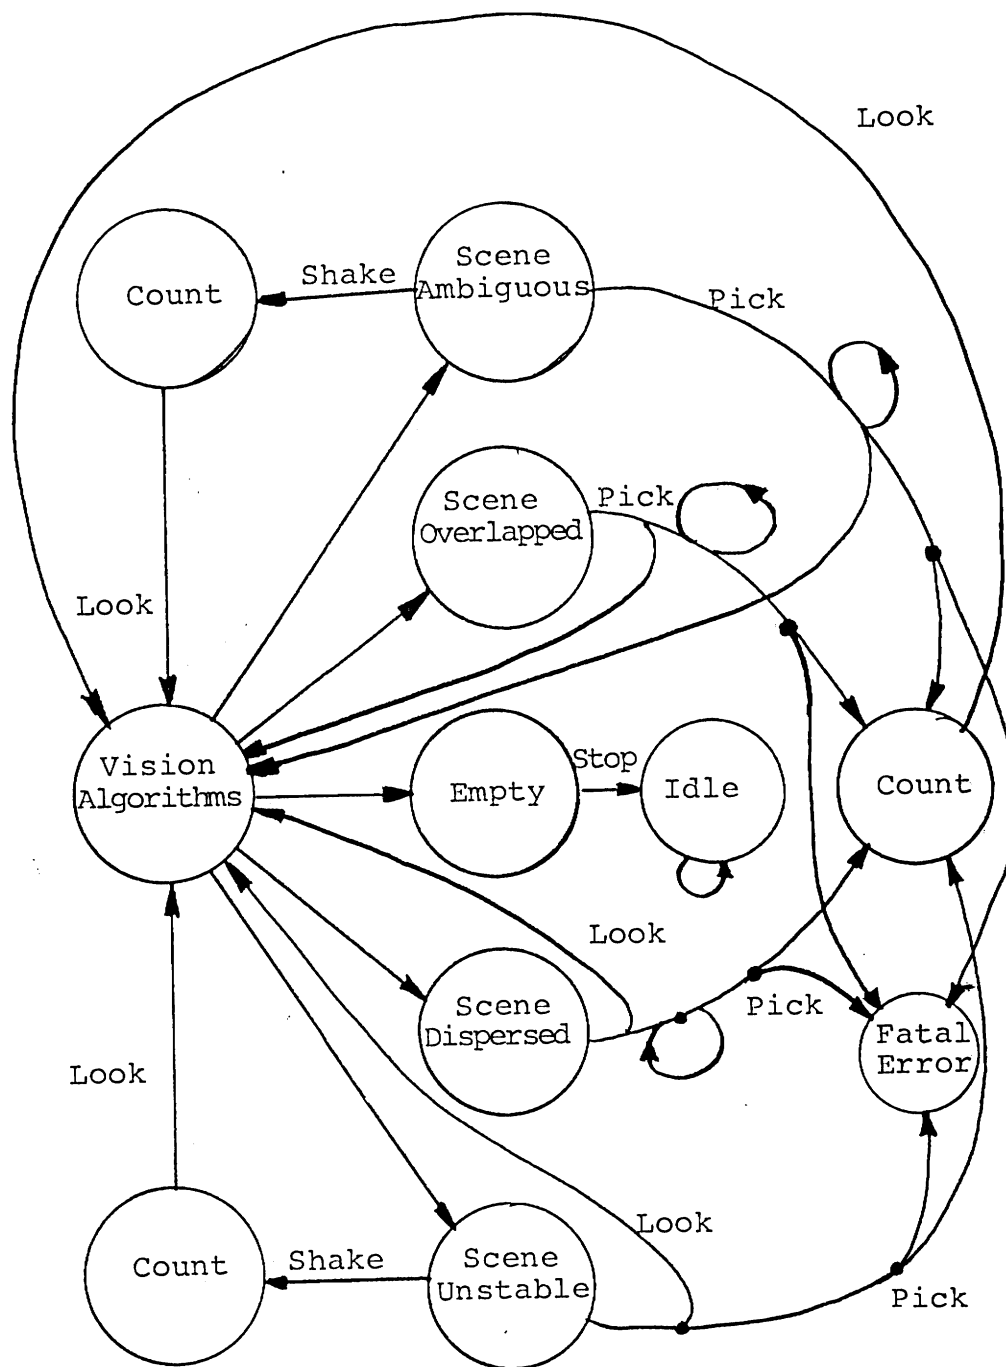 Look
Scene
Ambiguous
Shake
Count
Pick
Scene
Overlapped
Pick
Look
Vision
Algorithms
Empty
Stop
Idle
Count
Look
Scene
Dispersed
Pick
Fatal
Error
Look
Look
Count
Shake
Scene
Unstable
Pick